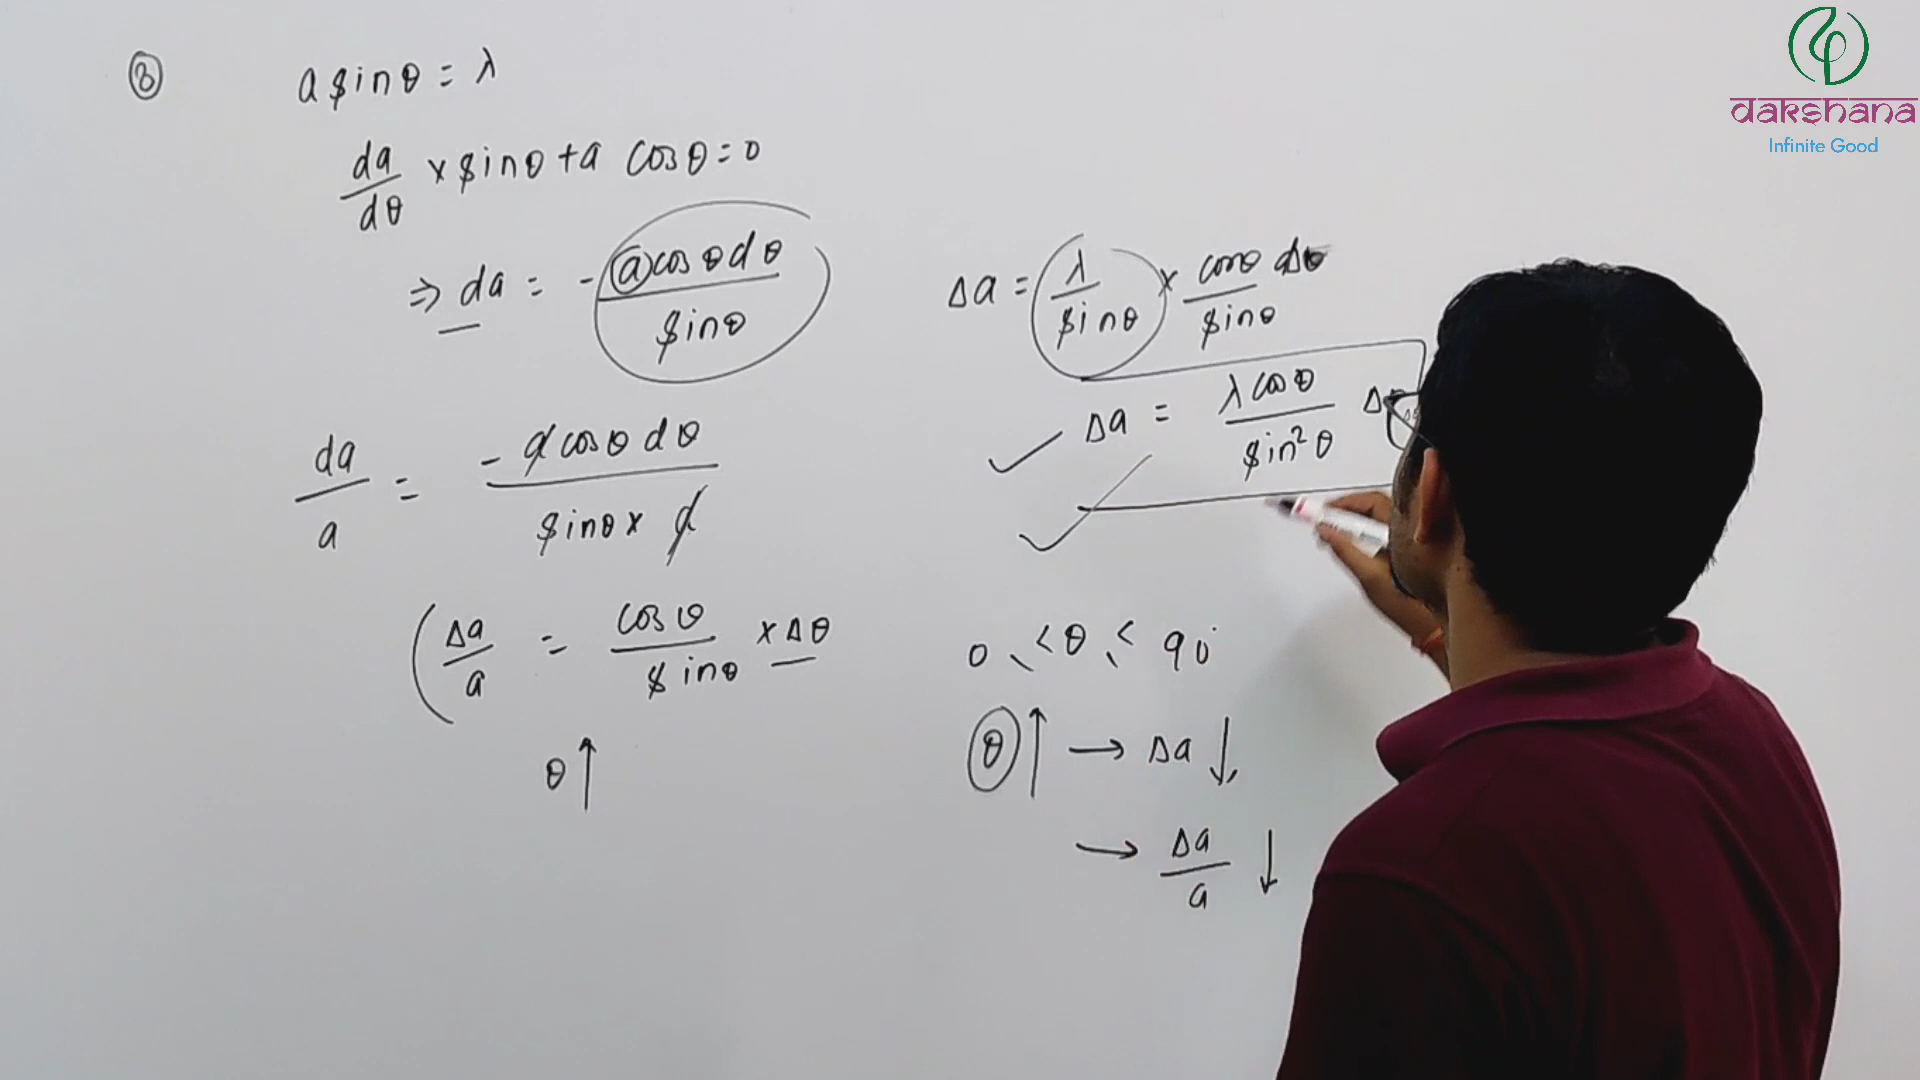 8
a sinθ = λ
da/dθ × sinθ + a cosθ = 0
⇒ da = - a cosθ dθ / sinθ
da/a = - a cosθ dθ / sinθ × a
(Δa/a = cosθ/sinθ × Δθ
θ↑
Δa = λ/sinθ × cosθ/sinθ Δθ
Δa = λ cosθ / sin²θ
0 < θ < 90°
θ ↑ → Δa ↓
→ Δa/a ↓
dakshana
Infinite Good